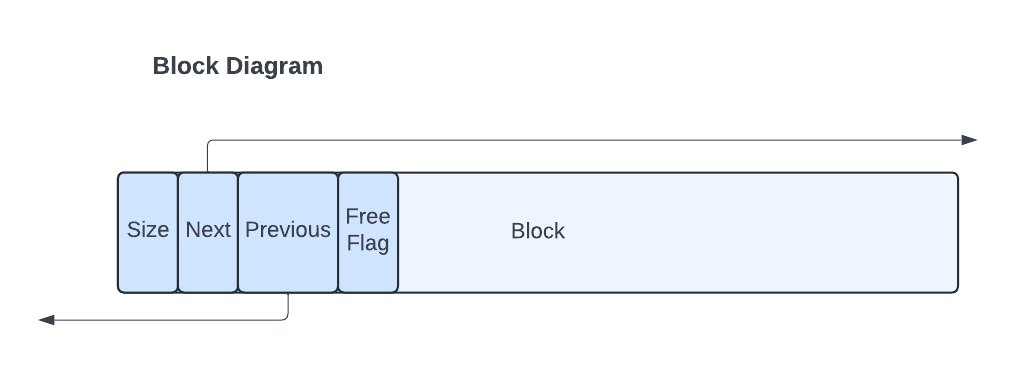 Block Diagram
Size
Next
Previous
Free
Flag
Block